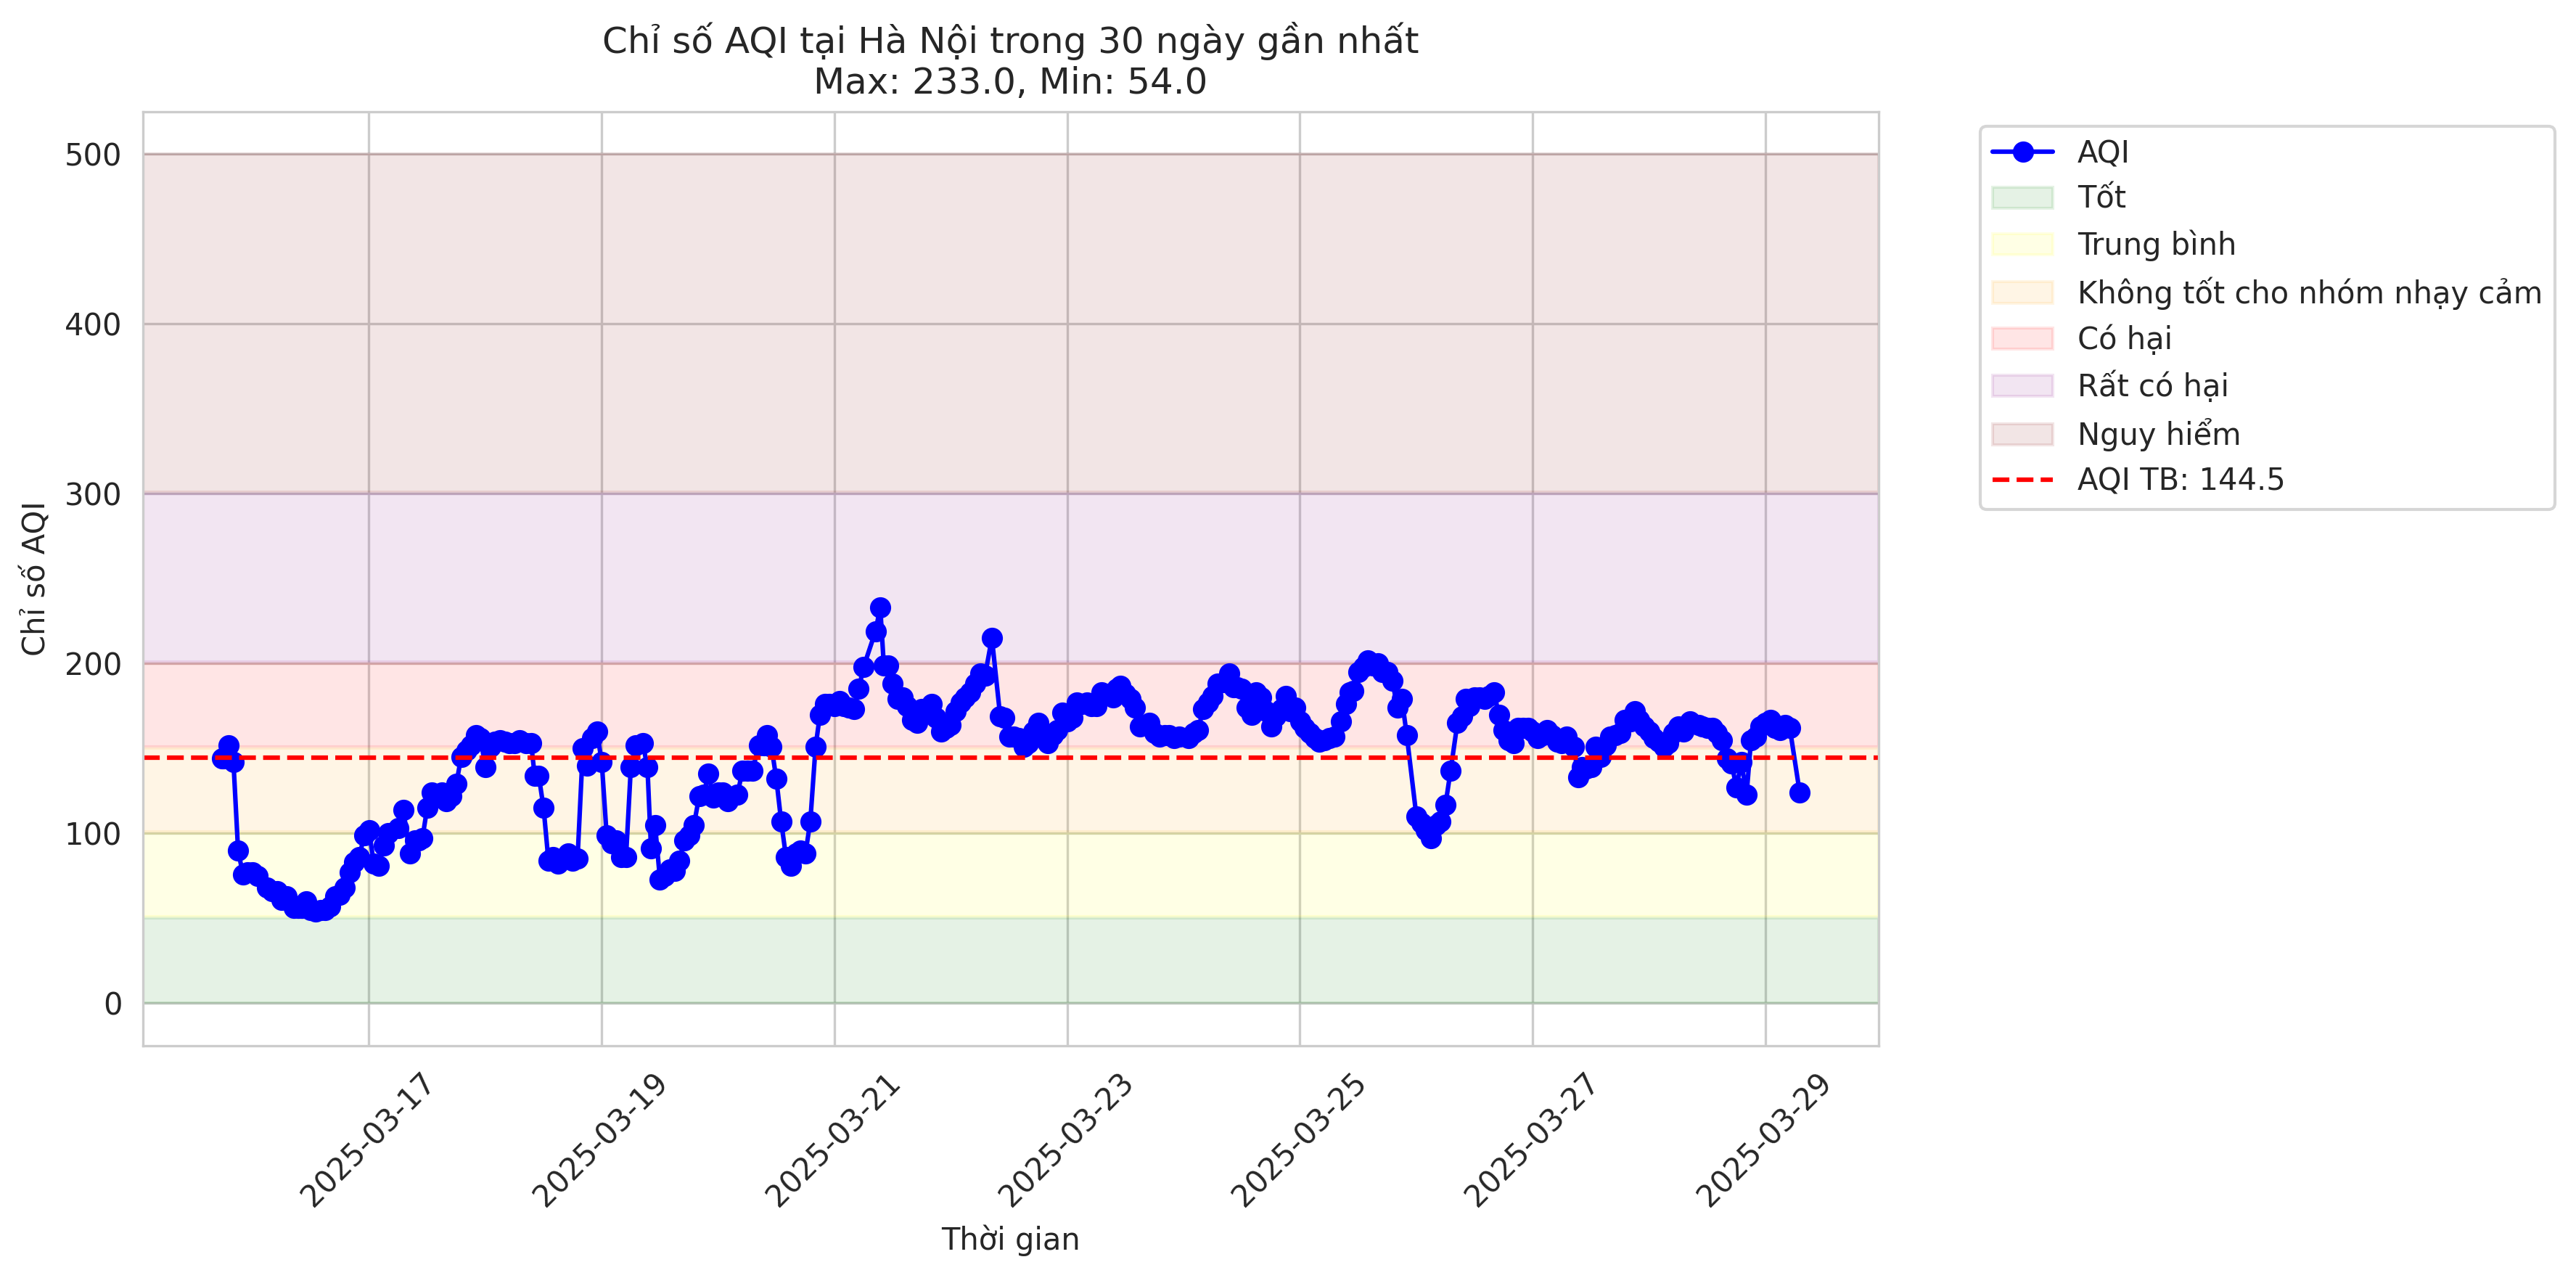 Chỉ số AQI tại Hà Nội trong 30 ngày gần nhất
Max: 233.0, Min: 54.0
Chỉ số AQI
500
400
300
200
100
0
2025-03-17
2025-03-19
2025-03-21
2025-03-23
2025-03-25
2025-03-27
2025-03-29
Thời gian
AQI
Tốt
Trung bình
Không tốt cho nhóm nhạy cảm
Có hại
Rất có hại
Nguy hiểm
AQI TB: 144.5